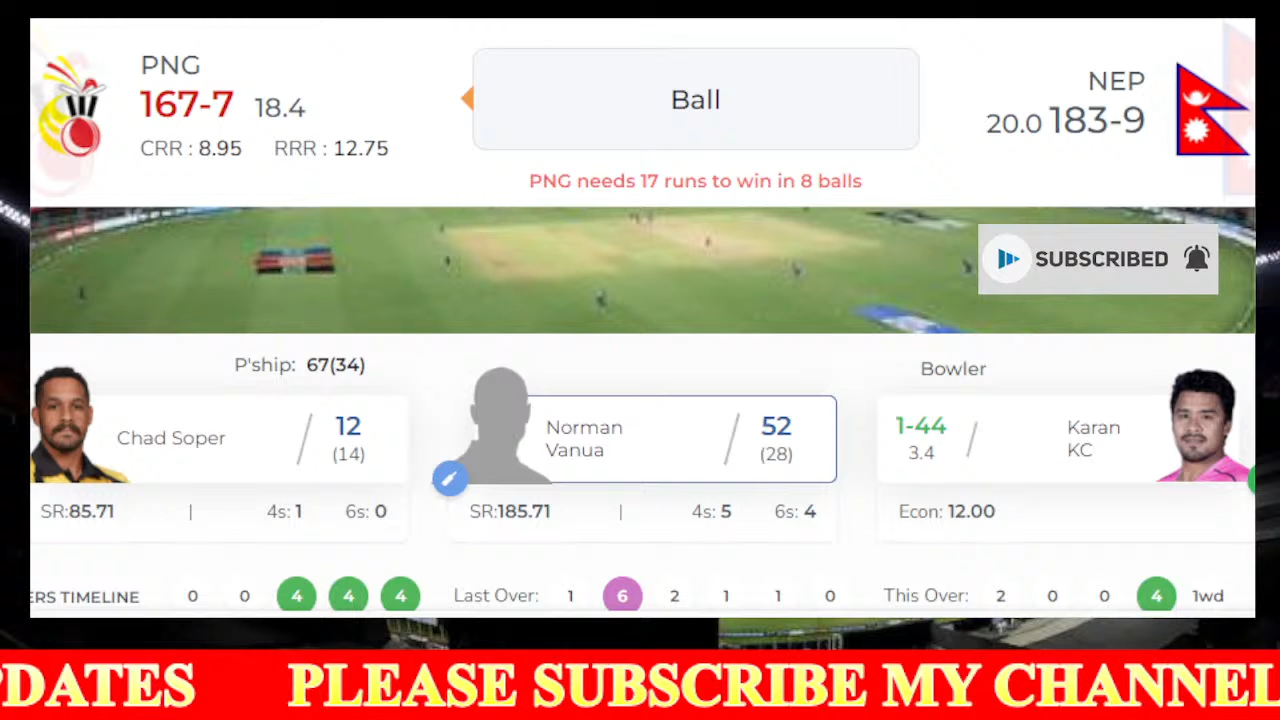 PNG
167-7 18.4
CRR : 8.95 RRR : 12.75
Ball
PNG needs 17 runs to win in 8 balls
NEP
20.0 183-9
SUBSCRIBED
P'ship: 67(34)
Chad Soper 12
(14)
SR:85.71 | 4s: 1 6s: 0
Norman
Vanua
52
(28)
SR:185.71 | 4s: 5 6s: 4
Bowler
1-44
3.4
Karan
KC
Econ: 12.00
ERS TIMELINE 0 0 4 4 4 Last Over: 1 6 2 1 1 0 This Over: 2 0 0 4 1wd
PDATES PLEASE SUBSCRIBE MY CHANNEL